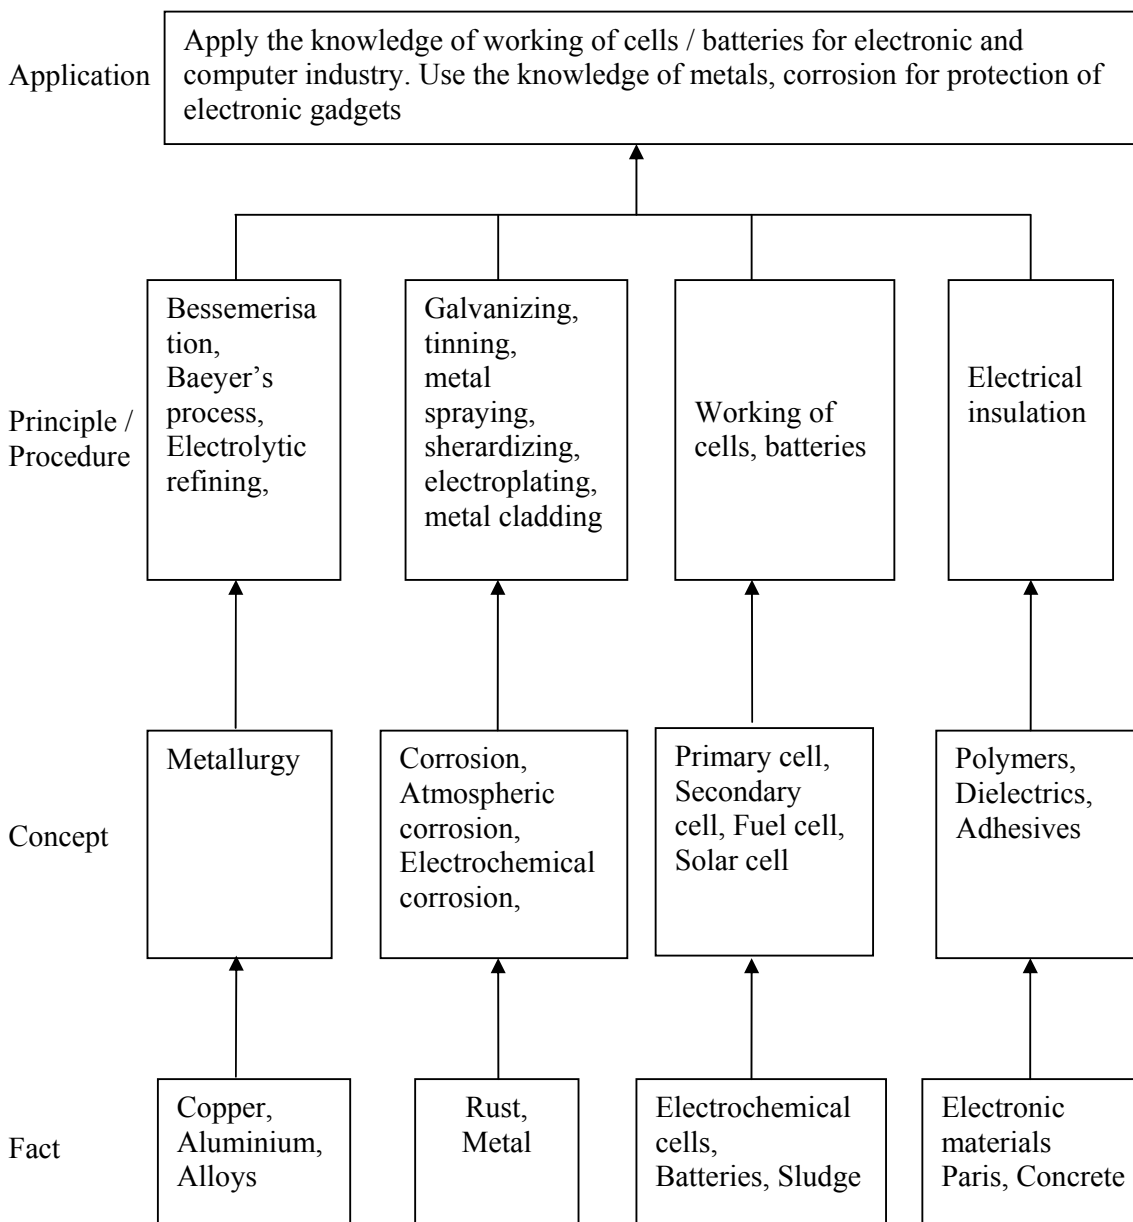 Application
Apply the knowledge of working of cells / batteries for electronic and
computer industry. Use the knowledge of metals, corrosion for protection of
electronic gadgets
Principle /
Procedure
Bessemerisa
tion,
Baeyer’s
process,
Electrolytic
refining,
Galvanizing,
tinning,
metal
spraying,
sherardizing,
electroplating,
metal cladding
Working of
cells, batteries
Electrical
insulation
Concept
Metallurgy
Corrosion,
Atmospheric
corrosion,
Electrochemical
corrosion,
Primary cell,
Secondary
cell, Fuel cell,
Solar cell
Polymers,
Dielectrics,
Adhesives
Fact
Copper,
Aluminium,
Alloys
Rust,
Metal
Electrochemical
cells,
Batteries, Sludge
Electronic
materials
Paris, Concrete